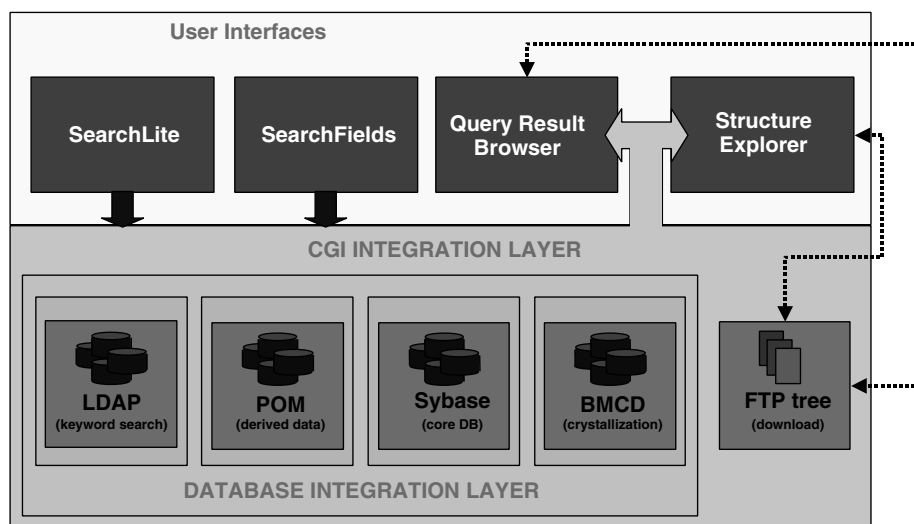 User Interfaces
SearchLite
SearchFields
Query Result
Browser
Structure
Explorer
CGI INTEGRATION LAYER
LDAP
(keyword search)
POM
(derived data)
Sybase
(core DB)
BMCD
(crystallization)
FTP tree
(download)
DATABASE INTEGRATION LAYER